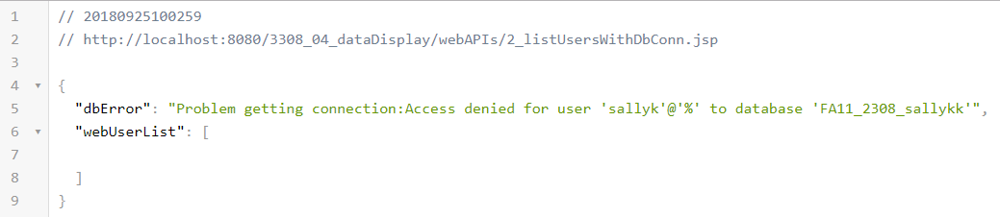 1 // 20180925100259
2 // http://localhost:8080/3308_04_dataDisplay/webAPIs/2_listUsersWithDbConn.jsp
3
4 {
5 "dbError": "Problem getting connection:Access denied for user 'sallyk'@'%' to database 'FA11_2308_sallykk'",
6 "webUserList": [
7
8 ]
9 }